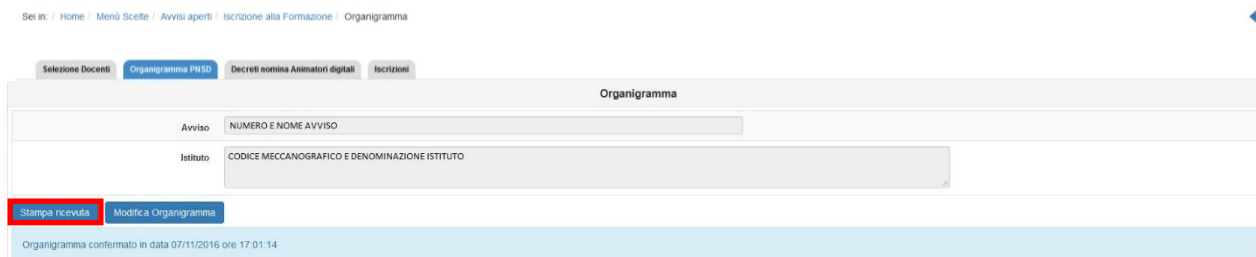 Sei in: / Home / Menù Scelte / Avvisi aperti / Iscrizione alla Formazione / Organigramma
Selezione Docenti Organigramma PNSD Decreti nomina Animatori digitali Iscrizioni
Organigramma
Avviso NUMERO E NOME AVVISO
Istituto CODICE MECCANOGRAFICO E DENOMINAZIONE ISTITUTO
Stampa ricevuta Modifica Organigramma
Organigramma confermato in data 07/11/2016 ore 17:01:14